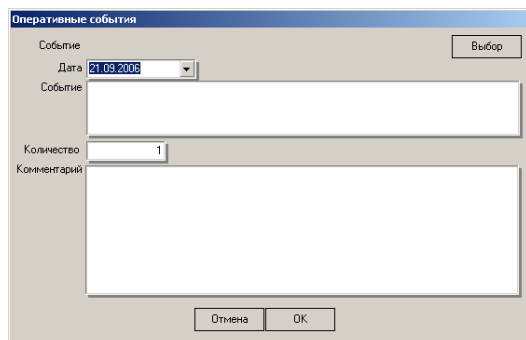 Оперативные события
Событие
Выбор
Дата 21.09.2006
Событие
Количество 1
Комментарий
Отмена OK